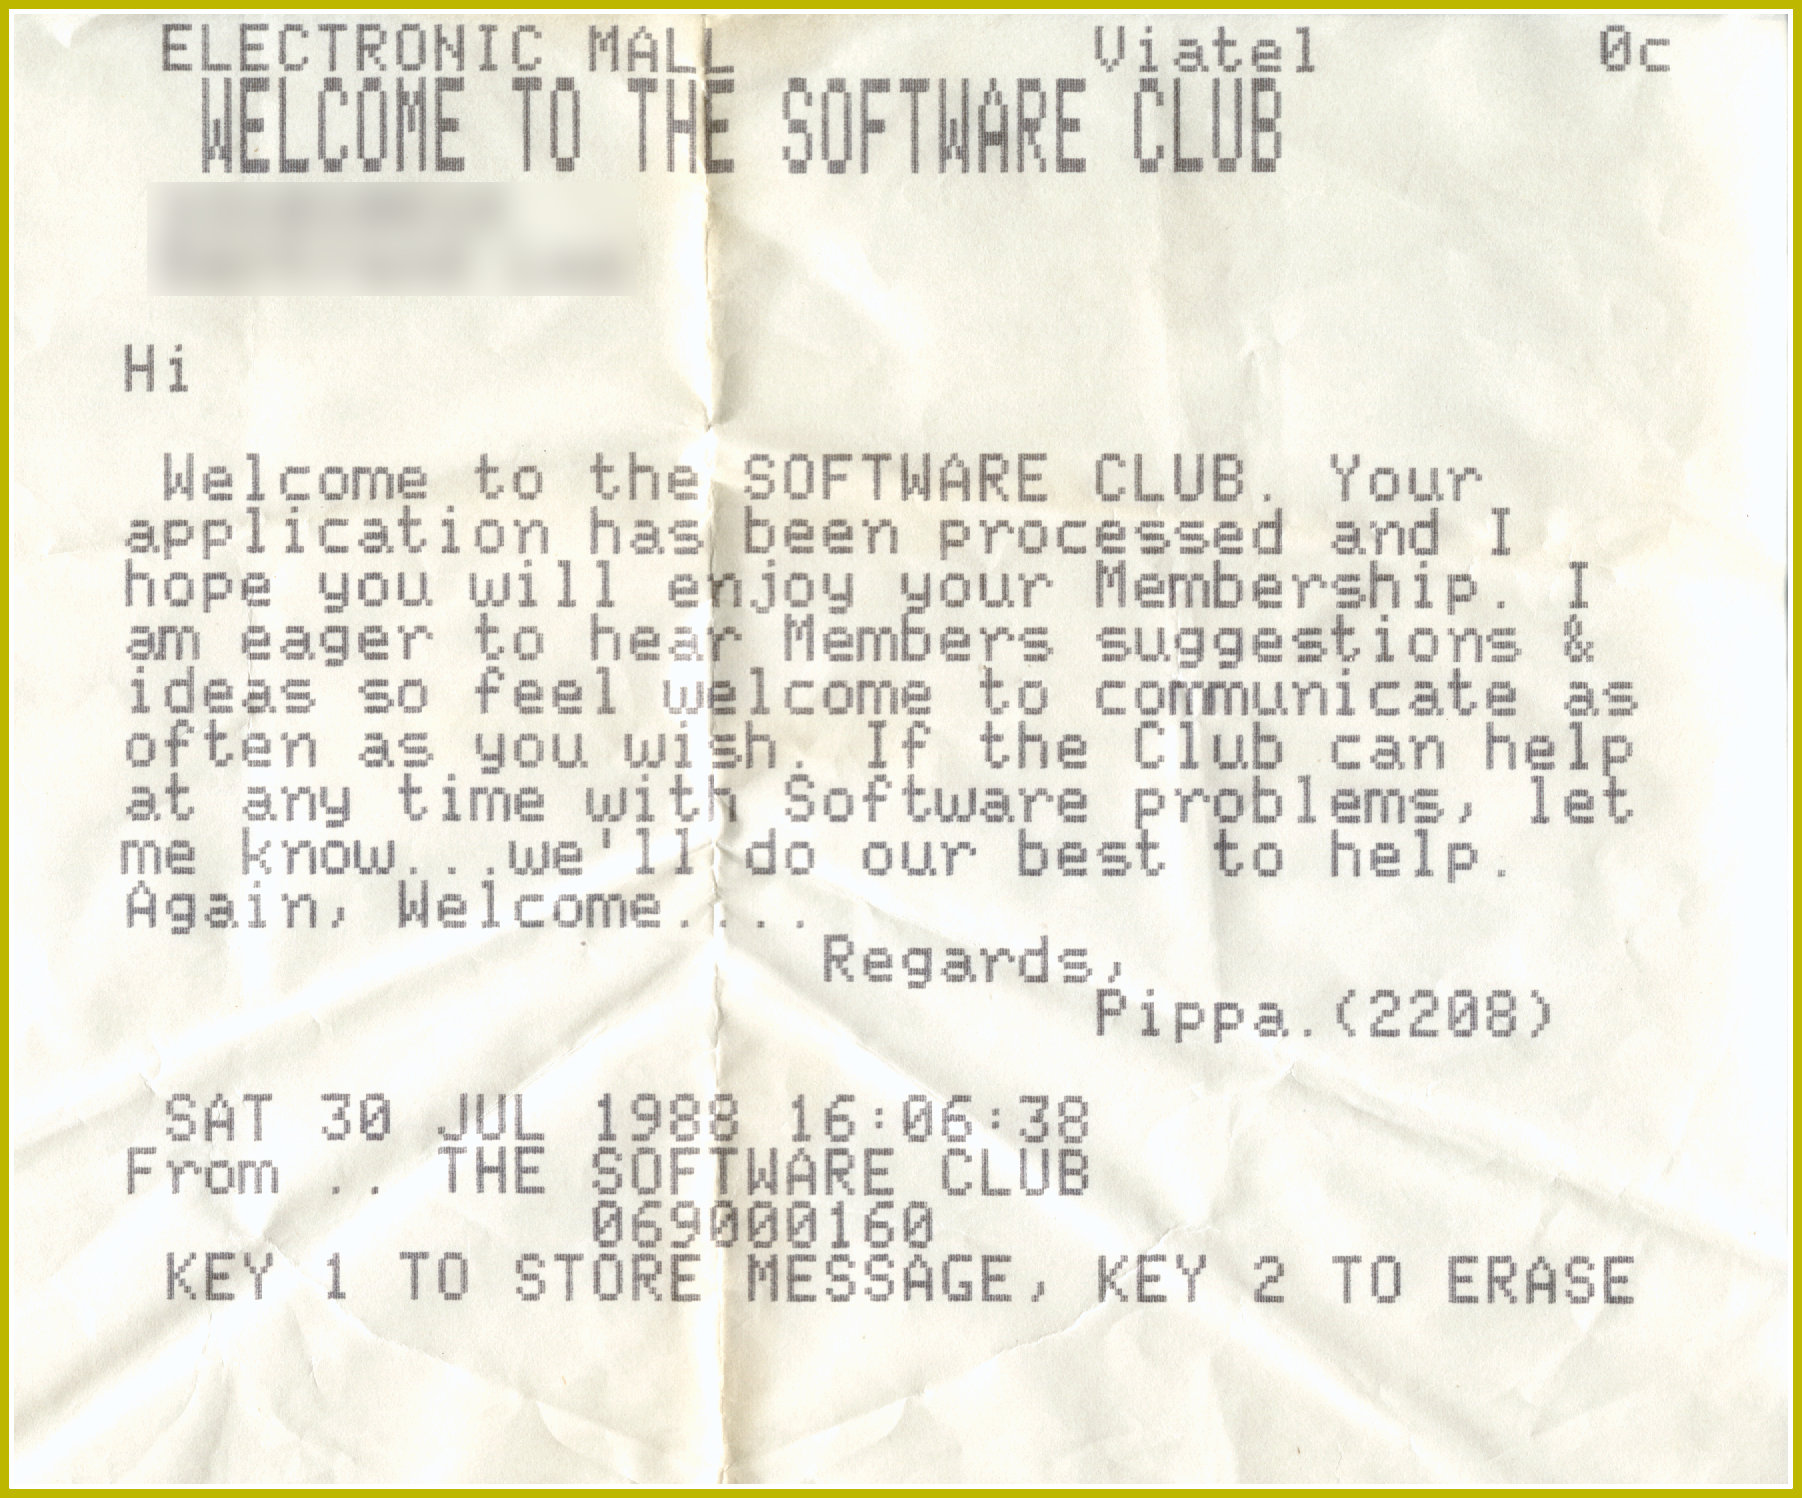 ELECTRONIC MALL Viatel 0c
WELCOME TO THE SOFTWARE CLUB
Hi
Welcome to the SOFTWARE CLUB. Your
application has been processed and I
hope you will enjoy your Membership. I
am eager to hear Members suggestions &
ideas so feel welcome to communicate as
often as you wish. If the Club can help
at any time with Software problems, let
me know...we'll do our best to help.
Again, Welcome....
Regards,
Pippa.(2208)
SAT 30 JUL 1988 16:06:38
From .. THE SOFTWARE CLUB
069000160
KEY 1 TO STORE MESSAGE, KEY 2 TO ERASE